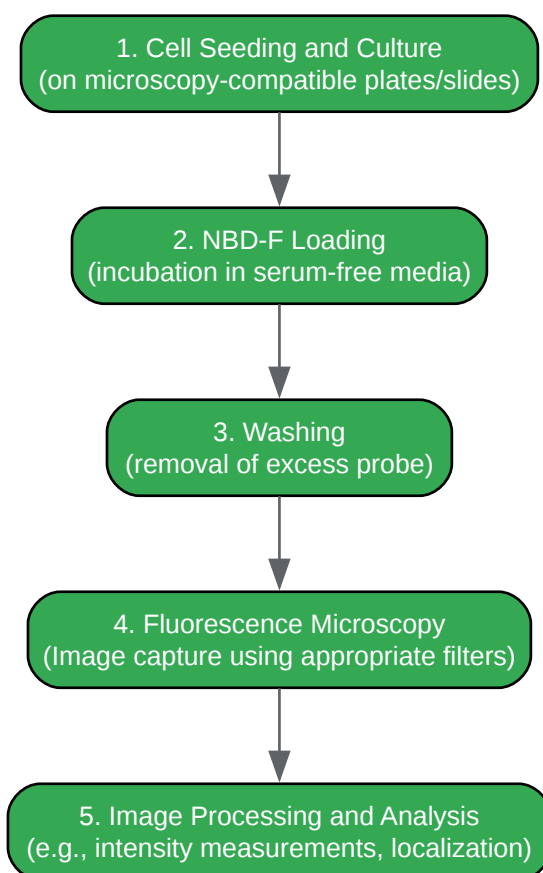 1. Cell Seeding and Culture
(on microscopy-compatible plates/slides)
2. NBD-F Loading
(incubation in serum-free media)
3. Washing
(removal of excess probe)
4. Fluorescence Microscopy
(Image capture using appropriate filters)
5. Image Processing and Analysis
(e.g., intensity measurements, localization)